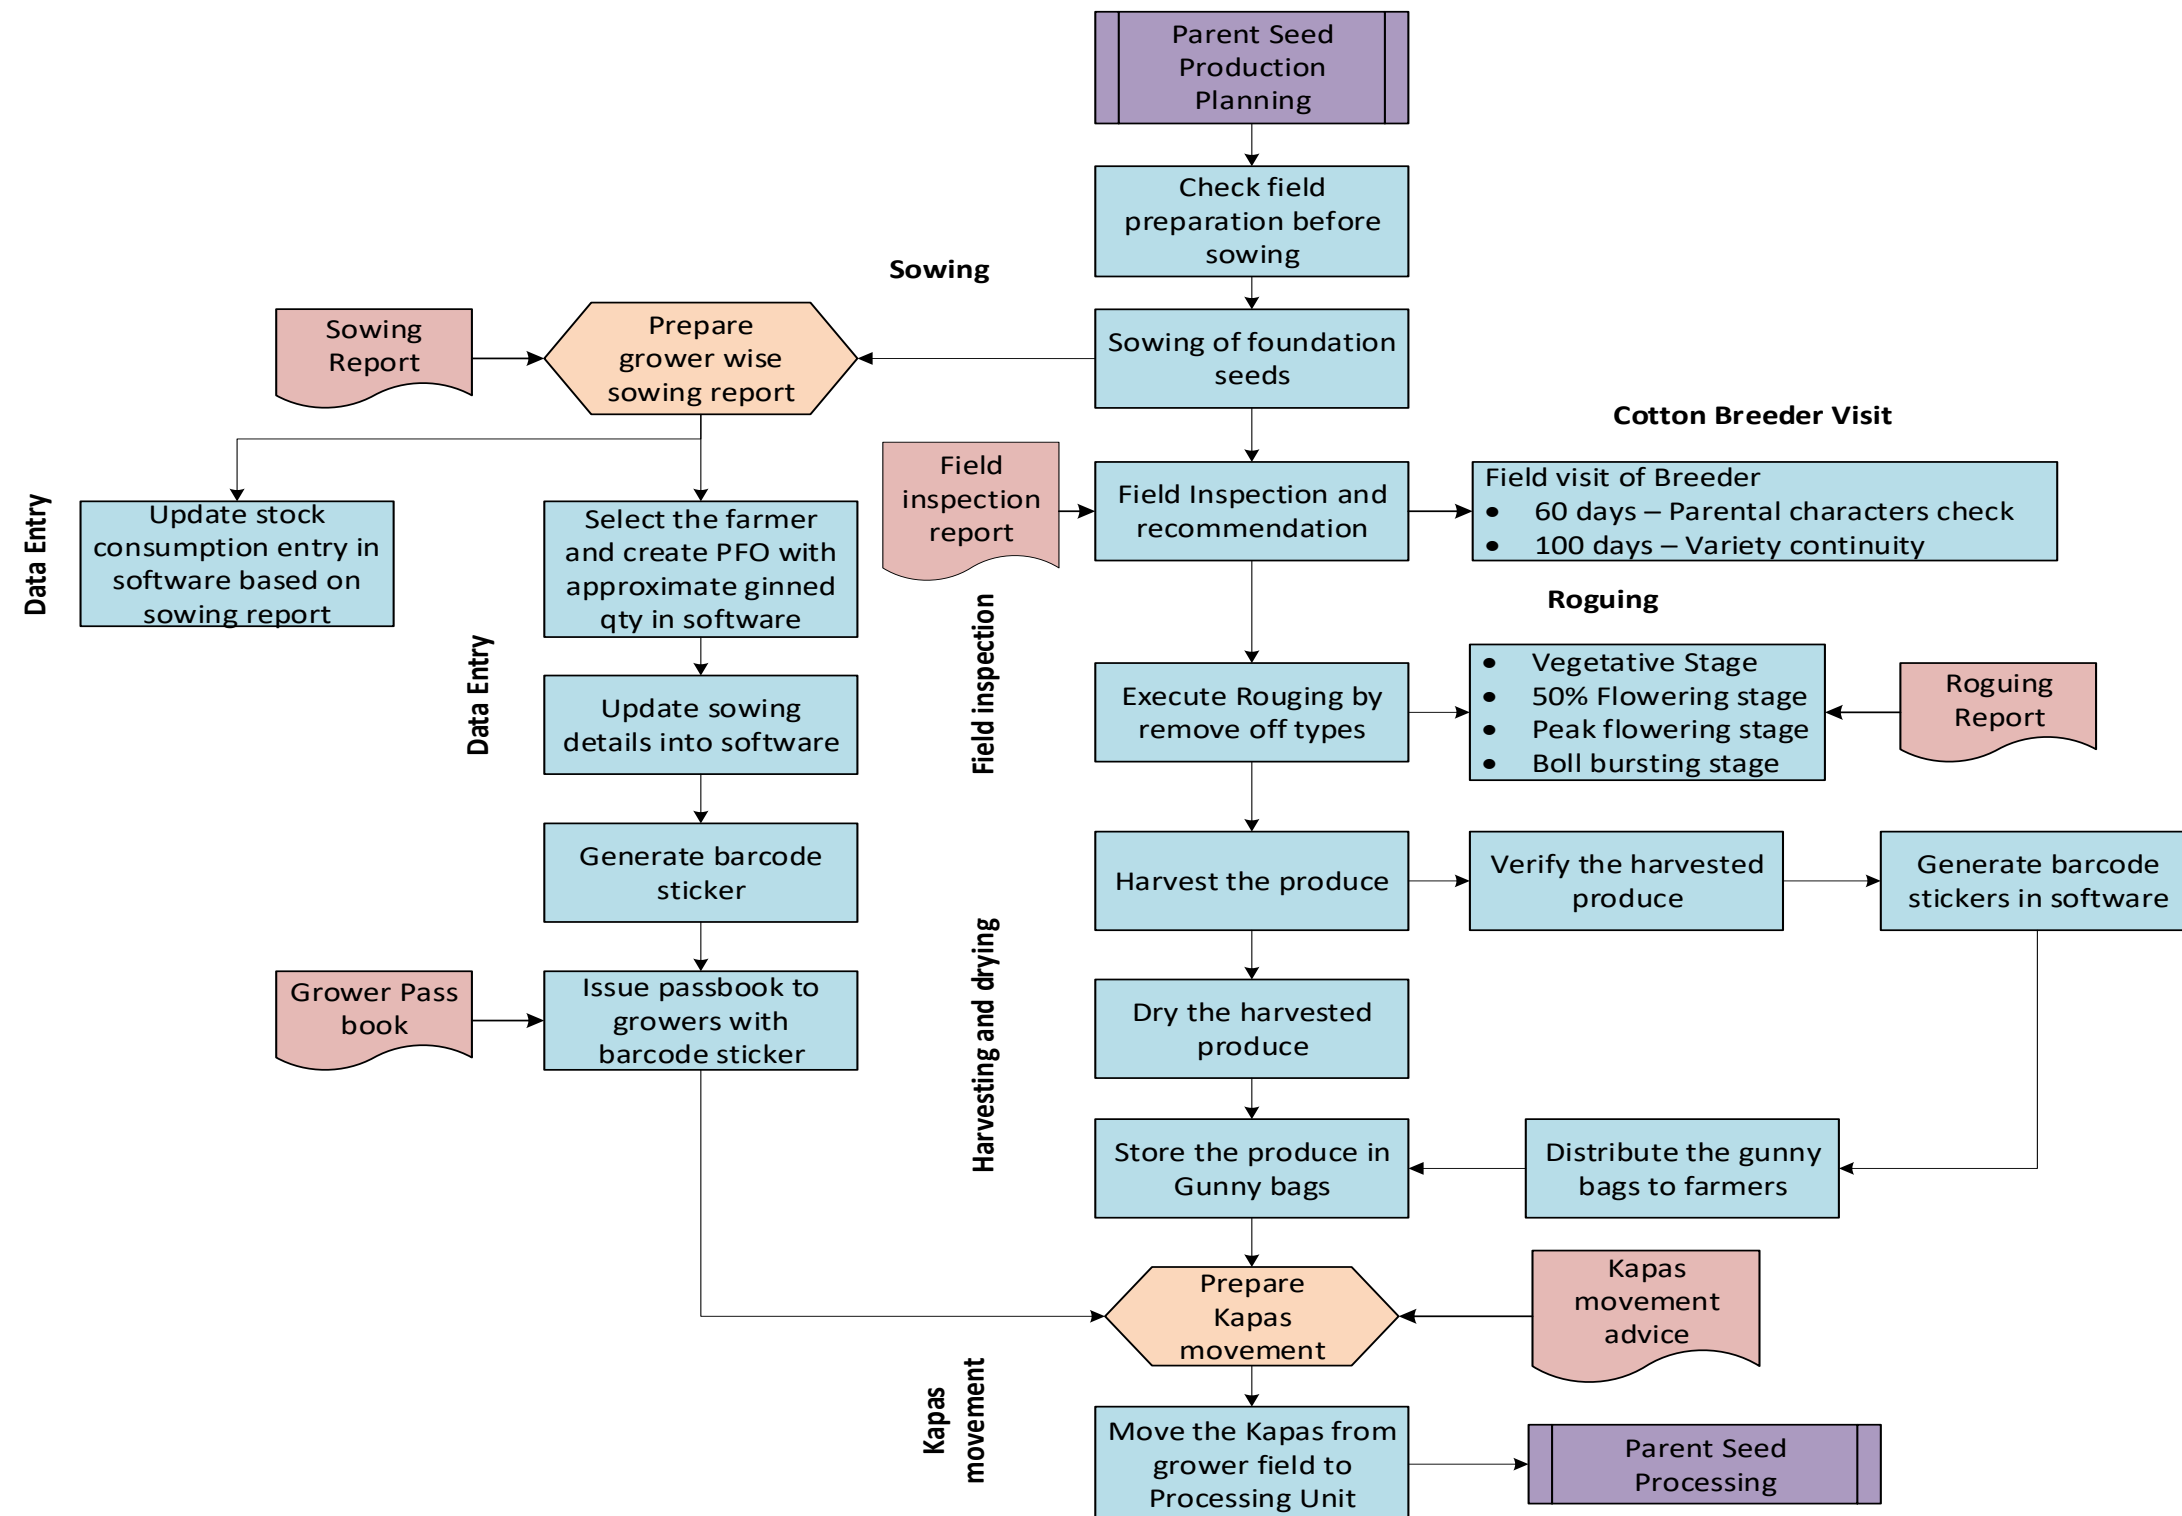 Parent Seed
Production
Planning
Check field
preparation before
sowing
Sowing
Sowing
Report
Prepare
grower wise
sowing report
Sowing of foundation
seeds
Cotton Breeder Visit
Field
inspection
report
Field Inspection and
recommendation
Field visit of Breeder
• 60 days – Parental characters check
• 100 days – Variety continuity
Data Entry
Update stock
consumption entry in
software based on
sowing report
Select the farmer
and create PFO with
approximate ginned
qty in software
Roguing
Data Entry
Update sowing
details into software
Field inspection
Execute Rouging by
remove off types
• Vegetative Stage
• 50% Flowering stage
• Peak flowering stage
• Boll bursting stage
Roguing
Report
Generate barcode
sticker
Harvest the produce
Verify the harvested
produce
Generate barcode
stickers in software
Grower Pass
book
Issue passbook to
growers with
barcode sticker
Harvesting and drying
Dry the harvested
produce
Store the produce in
Gunny bags
Distribute the gunny
bags to farmers
Prepare
Kapas
movement
Kapas
movement
advice
Kapas
movement
Move the Kapas from
grower field to
Processing Unit
Parent Seed
Processing